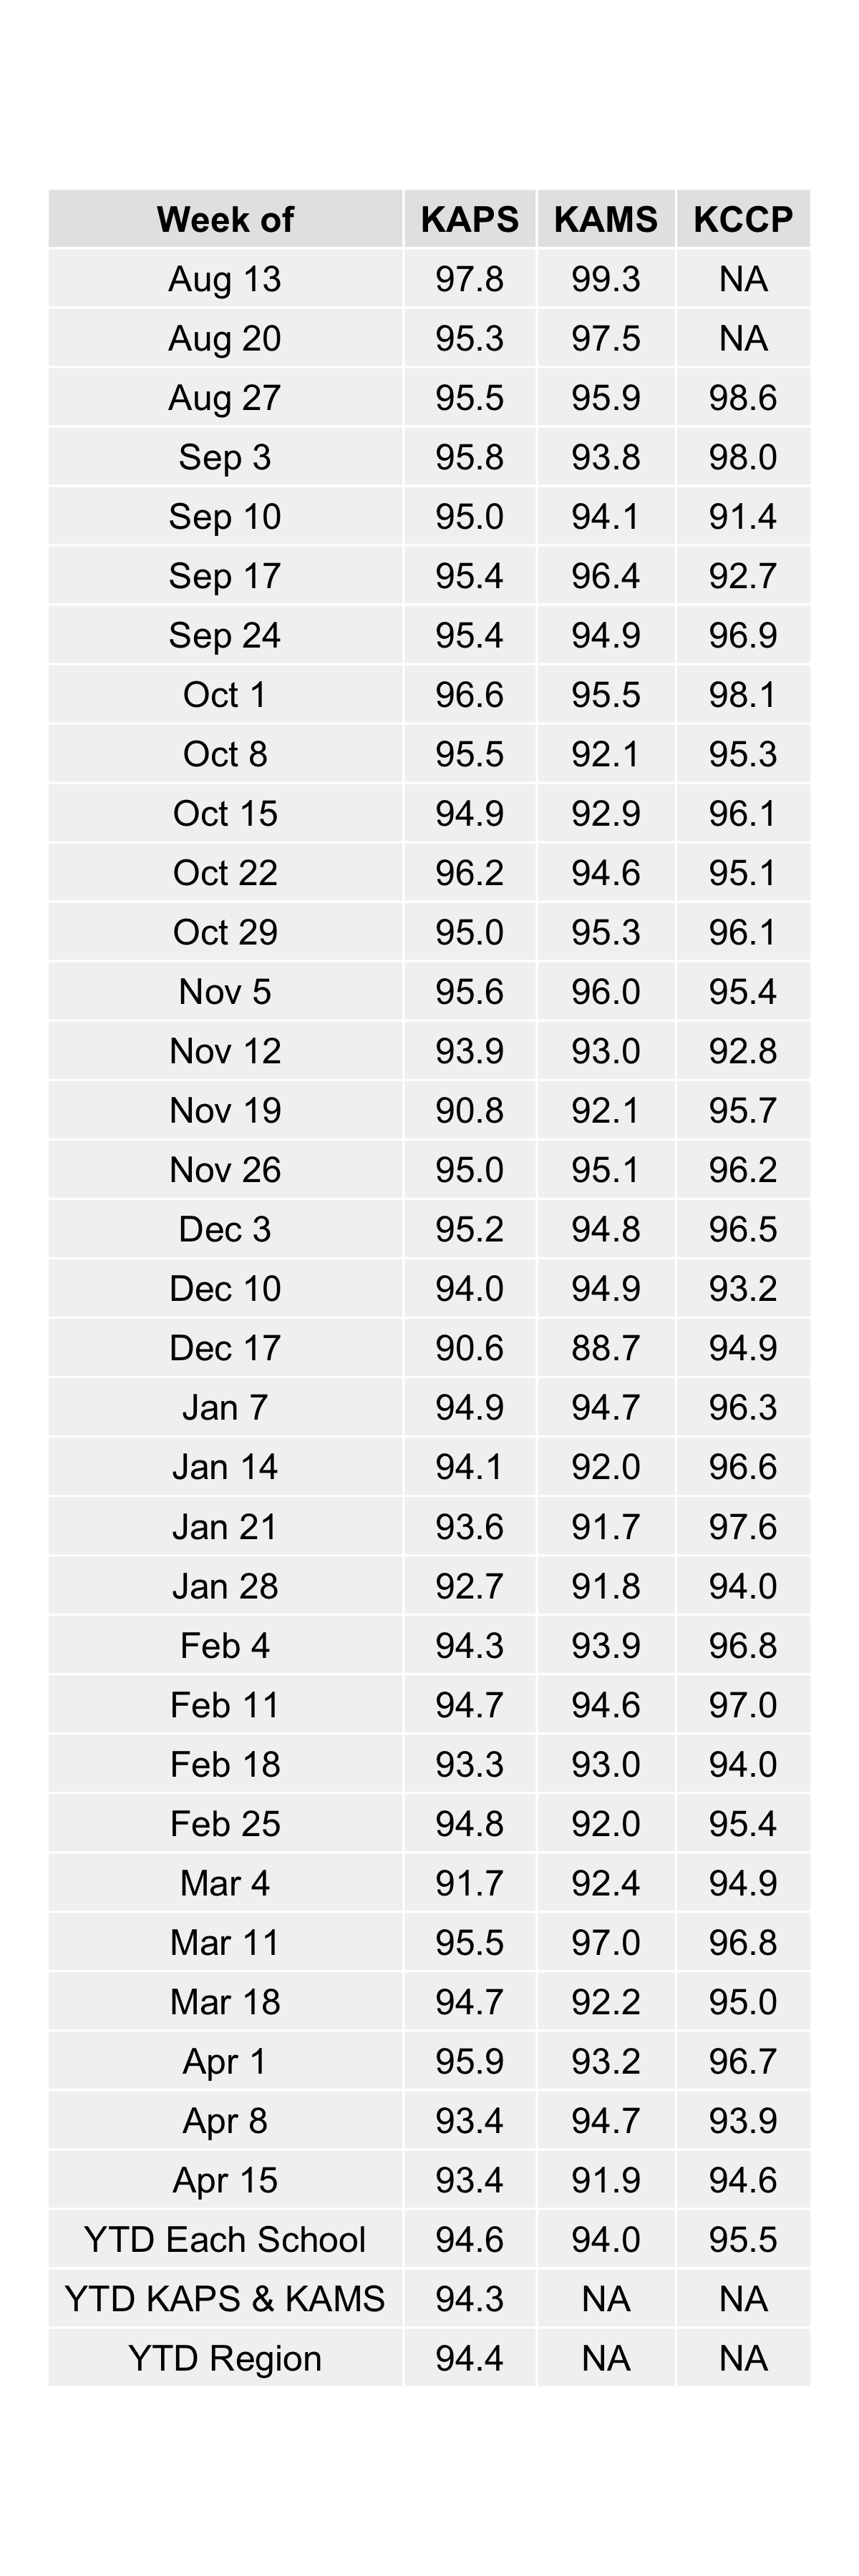 Week of KAPS KAMS KCCP
Aug 13 97.8 99.3 NA
Aug 20 95.3 97.5 NA
Aug 27 95.5 95.9 98.6
Sep 3 95.8 93.8 98.0
Sep 10 95.0 94.1 91.4
Sep 17 95.4 96.4 92.7
Sep 24 95.4 94.9 96.9
Oct 1 96.6 95.5 98.1
Oct 8 95.5 92.1 95.3
Oct 15 94.9 92.9 96.1
Oct 22 96.2 94.6 95.1
Oct 29 95.0 95.3 96.1
Nov 5 95.6 96.0 95.4
Nov 12 93.9 93.0 92.8
Nov 19 90.8 92.1 95.7
Nov 26 95.0 95.1 96.2
Dec 3 95.2 94.8 96.5
Dec 10 94.0 94.9 93.2
Dec 17 90.6 88.7 94.9
Jan 7 94.9 94.7 96.3
Jan 14 94.1 92.0 96.6
Jan 21 93.6 91.7 97.6
Jan 28 92.7 91.8 94.0
Feb 4 94.3 93.9 96.8
Feb 11 94.7 94.6 97.0
Feb 18 93.3 93.0 94.0
Feb 25 94.8 92.0 95.4
Mar 4 91.7 92.4 94.9
Mar 11 95.5 97.0 96.8
Mar 18 94.7 92.2 95.0
Apr 1 95.9 93.2 96.7
Apr 8 93.4 94.7 93.9
Apr 15 93.4 91.9 94.6
YTD Each School 94.6 94.0 95.5
YTD KAPS & KAMS 94.3 NA NA
YTD Region 94.4 NA NA